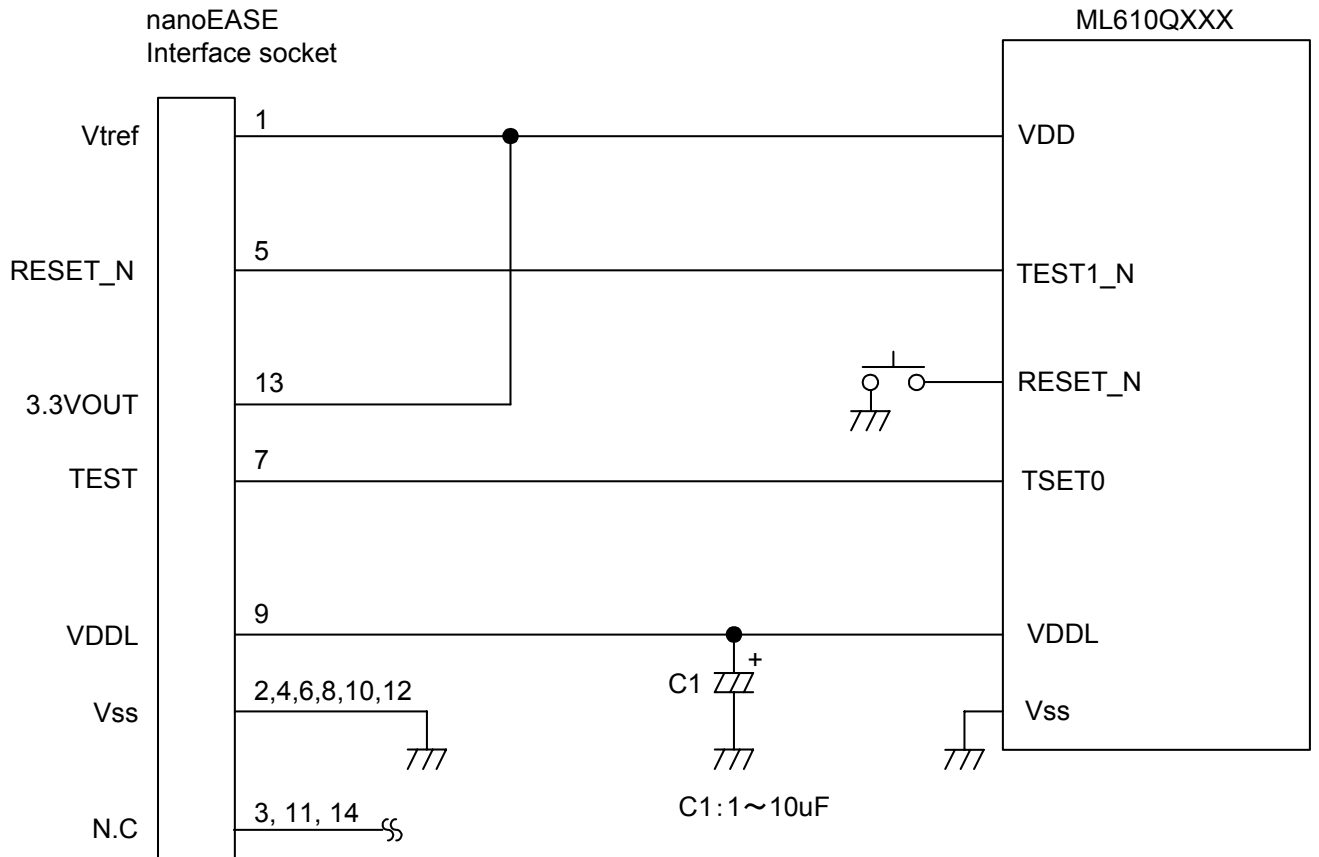 nanoEASE
Interface socket
ML610QXXX
Vtref
1
VDD
RESET_N
5
TEST1_N
3.3VOUT
13
RESET_N
TEST
7
TSET0
VDDL
9
VDDL
C1
+
Vss
2,4,6,8,10,12
Vss
C1:1～10uF
N.C
3, 11, 14